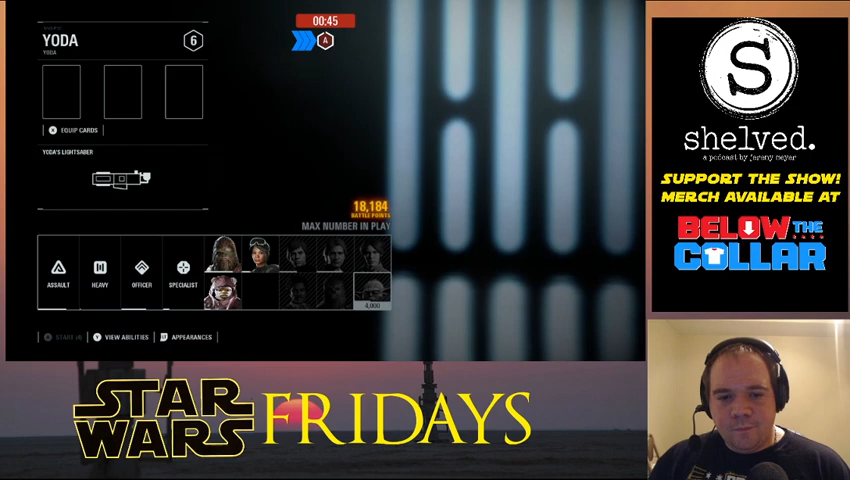 YODA
YODA
6
EQUIP CARDS
YODA'S LIGHTSABER
00:45
A
18,184
BATTLE POINTS
MAX NUMBER IN PLAY
ASSAULT
HEAVY
OFFICER
SPECIALIST
4,000
VIEW ABILITIES
APPEARANCES
S
shelved.
a podcast by jeremy meyer
SUPPORT THE SHOW!
MERCH AVAILABLE AT
BELOW THE
COLLAR
STAR
WARS
FRIDAYS